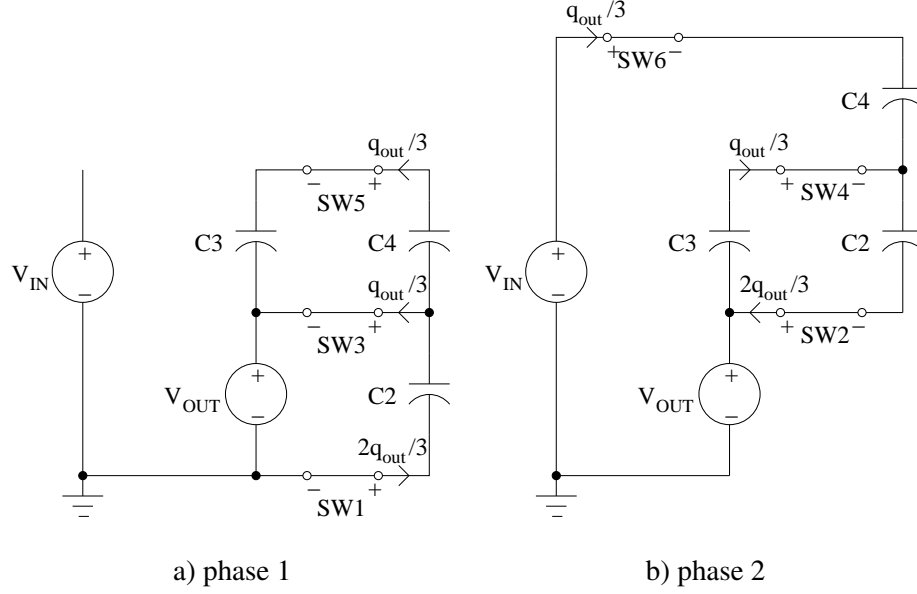 q_out/3
+ SW6 −
C4
q_out/3
− SW5 +
C3
C4
V_IN
+
−
q_out/3
− SW3 +
V_OUT
+
−
C2
2q_out/3
− SW1 +
q_out/3
+ SW4 −
C3
C2
V_IN
+
−
2q_out/3
+ SW2 −
V_OUT
+
−
a) phase 1
b) phase 2